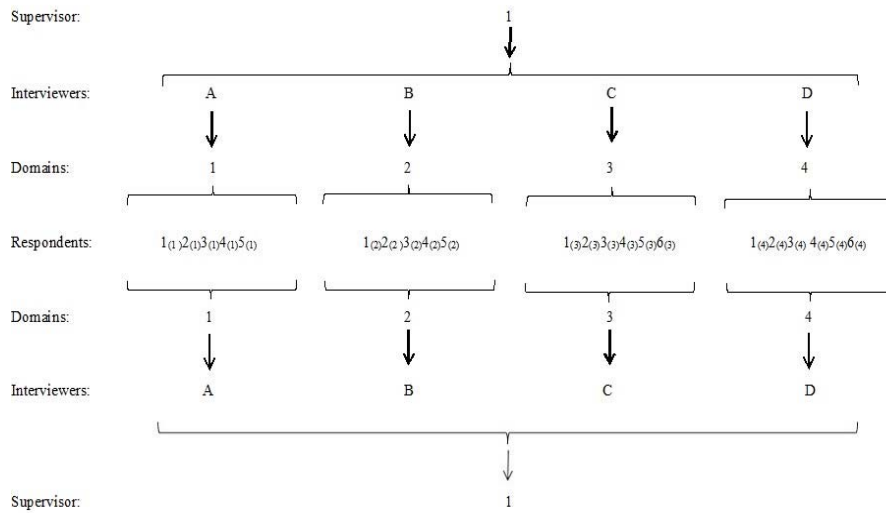 Supervisor: 1
Interviewers: A B C D
Domains: 1 2 3 4
Respondents: 1(1 )2(1)3(1)4(1)5(1) 1(2)2(2 )3(2)4(2)5(2) 1(3)2(3)3(3)4(3)5(3)6(3) 1(4)2(4)3(4) 4(4)5(4)6(4)
Domains: 1 2 3 4
Interviewers: A B C D
Supervisor: 1